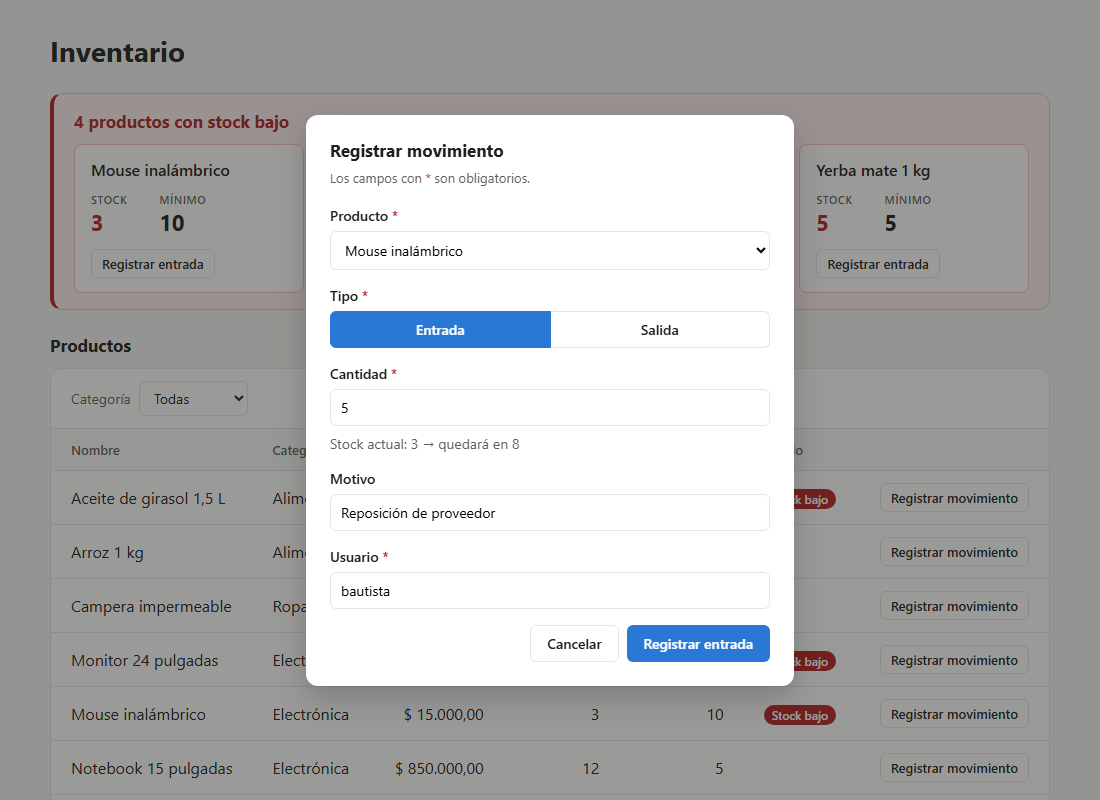 Inventario
4 productos con stock bajo
Mouse inalámbrico
STOCK MÍNIMO
3 10
Registrar entrada
Yerba mate 1 kg
STOCK MÍNIMO
5 5
Registrar entrada
Registrar movimiento
Los campos con * son obligatorios.
Producto *
Mouse inalámbrico
Tipo *
Entrada Salida
Cantidad *
5
Stock actual: 3 → quedará en 8
Motivo
Reposición de proveedor
Usuario *
bautista
Cancelar Registrar entrada
Productos
Categoría Todas
Nombre
Aceite de girasol 1,5 L bajo Registrar movimiento
Arroz 1 kg Registrar movimiento
Campera impermeable Ropa Registrar movimiento
Monitor 24 pulgadas bajo Registrar movimiento
Mouse inalámbrico Electrónica $ 15.000,00 3 10 Stock bajo Registrar movimiento
Notebook 15 pulgadas Electrónica $ 850.000,00 12 5 Registrar movimiento